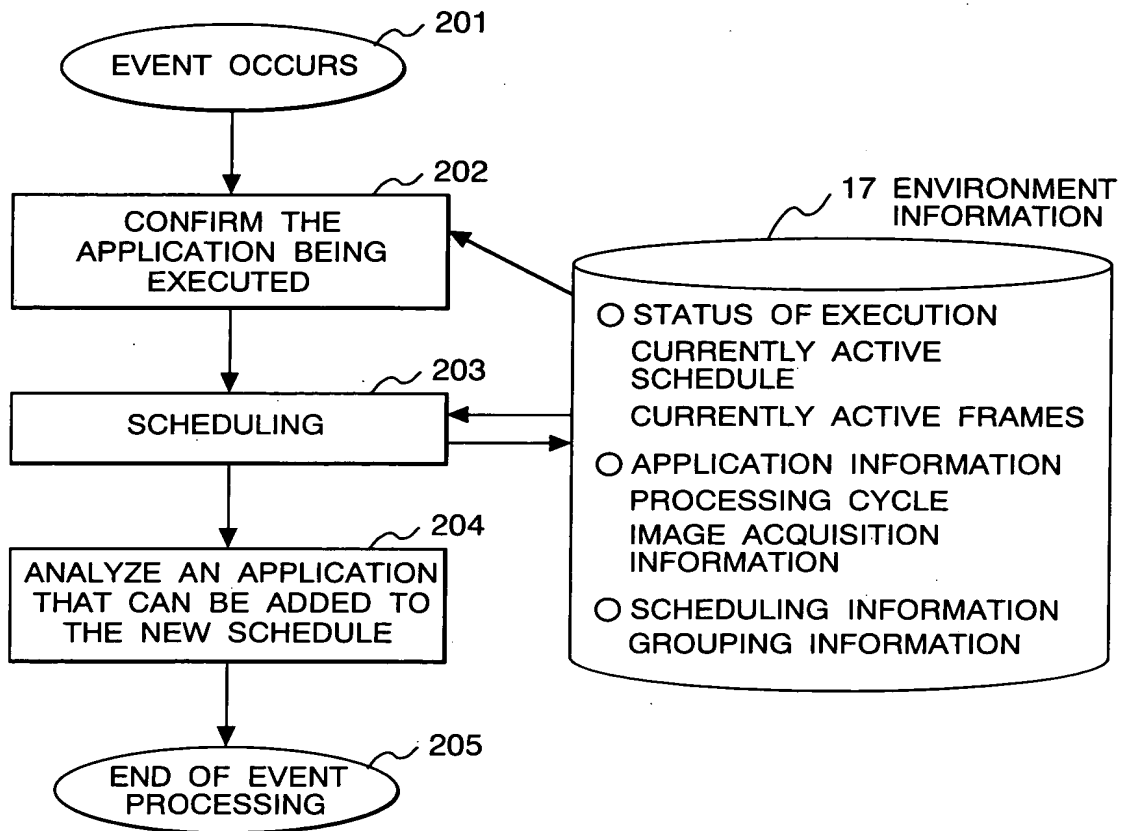 201
EVENT OCCURS
202
CONFIRM THE
APPLICATION BEING
EXECUTED
203
SCHEDULING
204
ANALYZE AN APPLICATION
THAT CAN BE ADDED TO
THE NEW SCHEDULE
205
END OF EVENT
PROCESSING
17 ENVIRONMENT
INFORMATION
○ STATUS OF EXECUTION
CURRENTLY ACTIVE
SCHEDULE
CURRENTLY ACTIVE FRAMES
○ APPLICATION INFORMATION
PROCESSING CYCLE
IMAGE ACQUISITION
INFORMATION
○ SCHEDULING INFORMATION
GROUPING INFORMATION